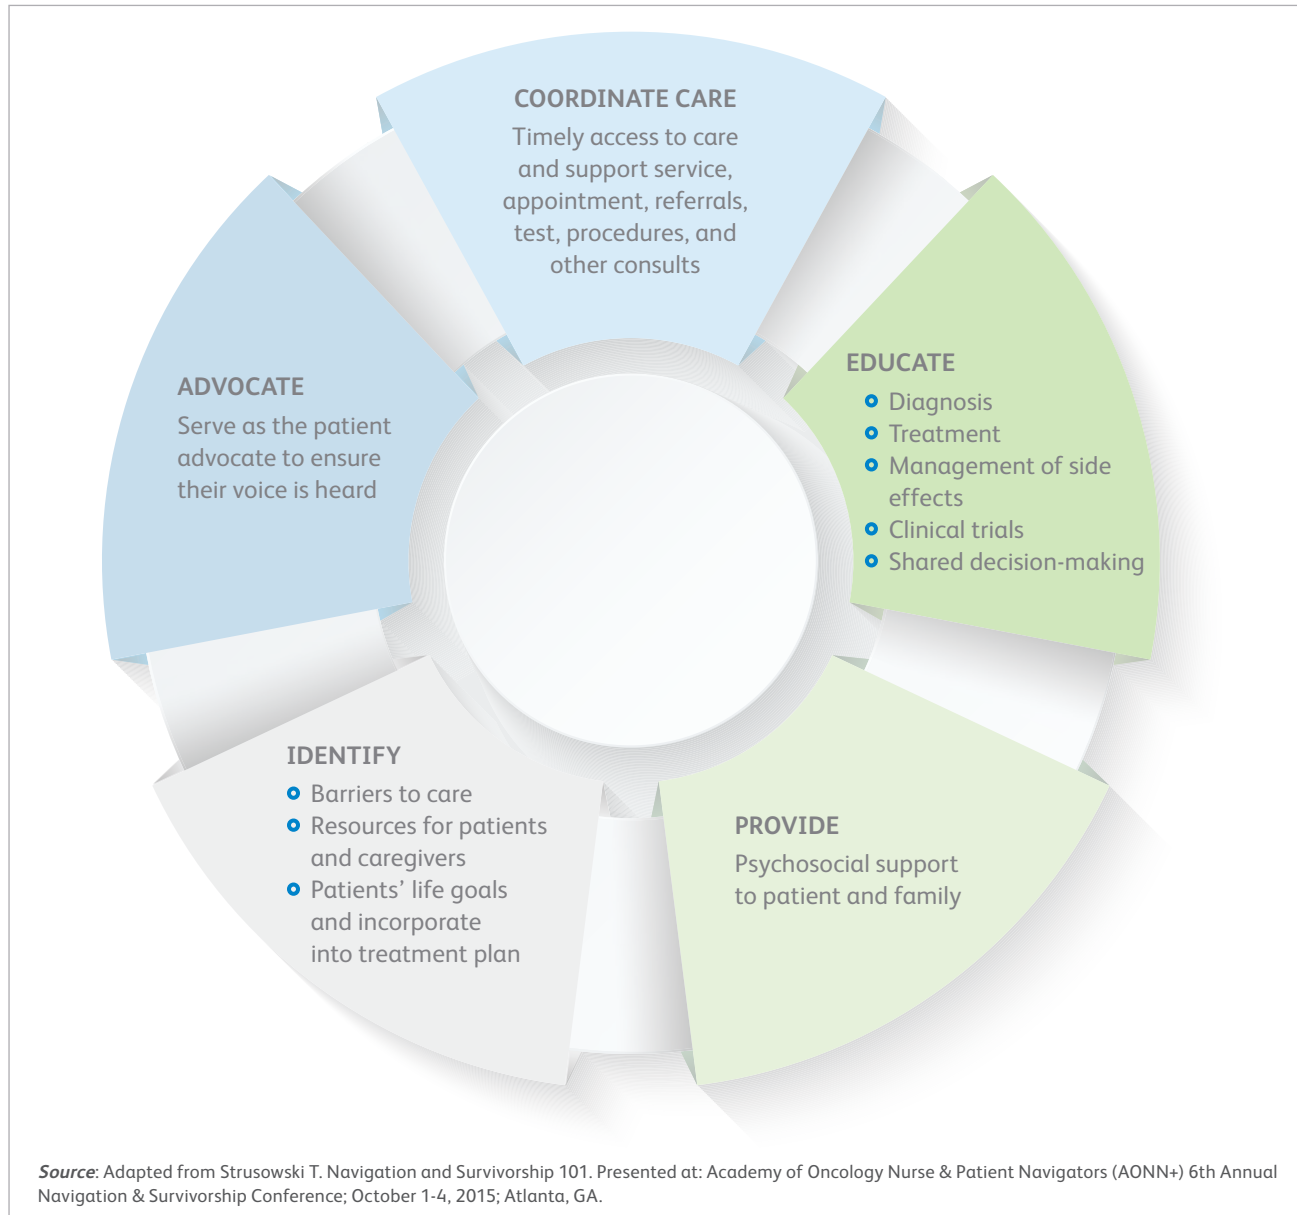 COORDINATE CARE
Timely access to care
and support service,
appointment, referrals,
test, procedures, and
other consults
EDUCATE
Diagnosis
Treatment
Management of side
effects
Clinical trials
Shared decision-making
PROVIDE
Psychosocial support
to patient and family
IDENTIFY
Barriers to care
Resources for patients
and caregivers
Patients’ life goals
and incorporate
into treatment plan
ADVOCATE
Serve as the patient
advocate to ensure
their voice is heard
Source: Adapted from Strusowski T. Navigation and Survivorship 101. Presented at: Academy of Oncology Nurse & Patient Navigators (AONN+) 6th Annual
Navigation & Survivorship Conference; October 1-4, 2015; Atlanta, GA.